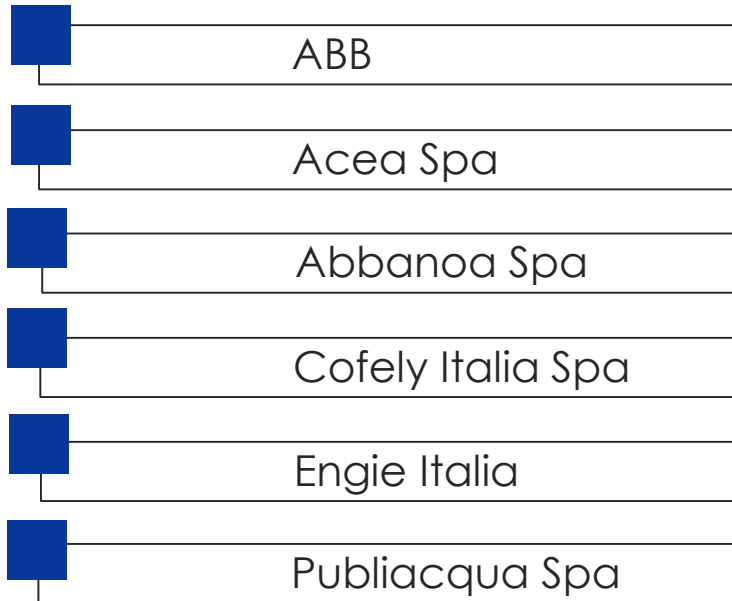 ABB
Acea Spa
Abbanoa Spa
Cofely Italia Spa
Engie Italia
Publiacqua Spa